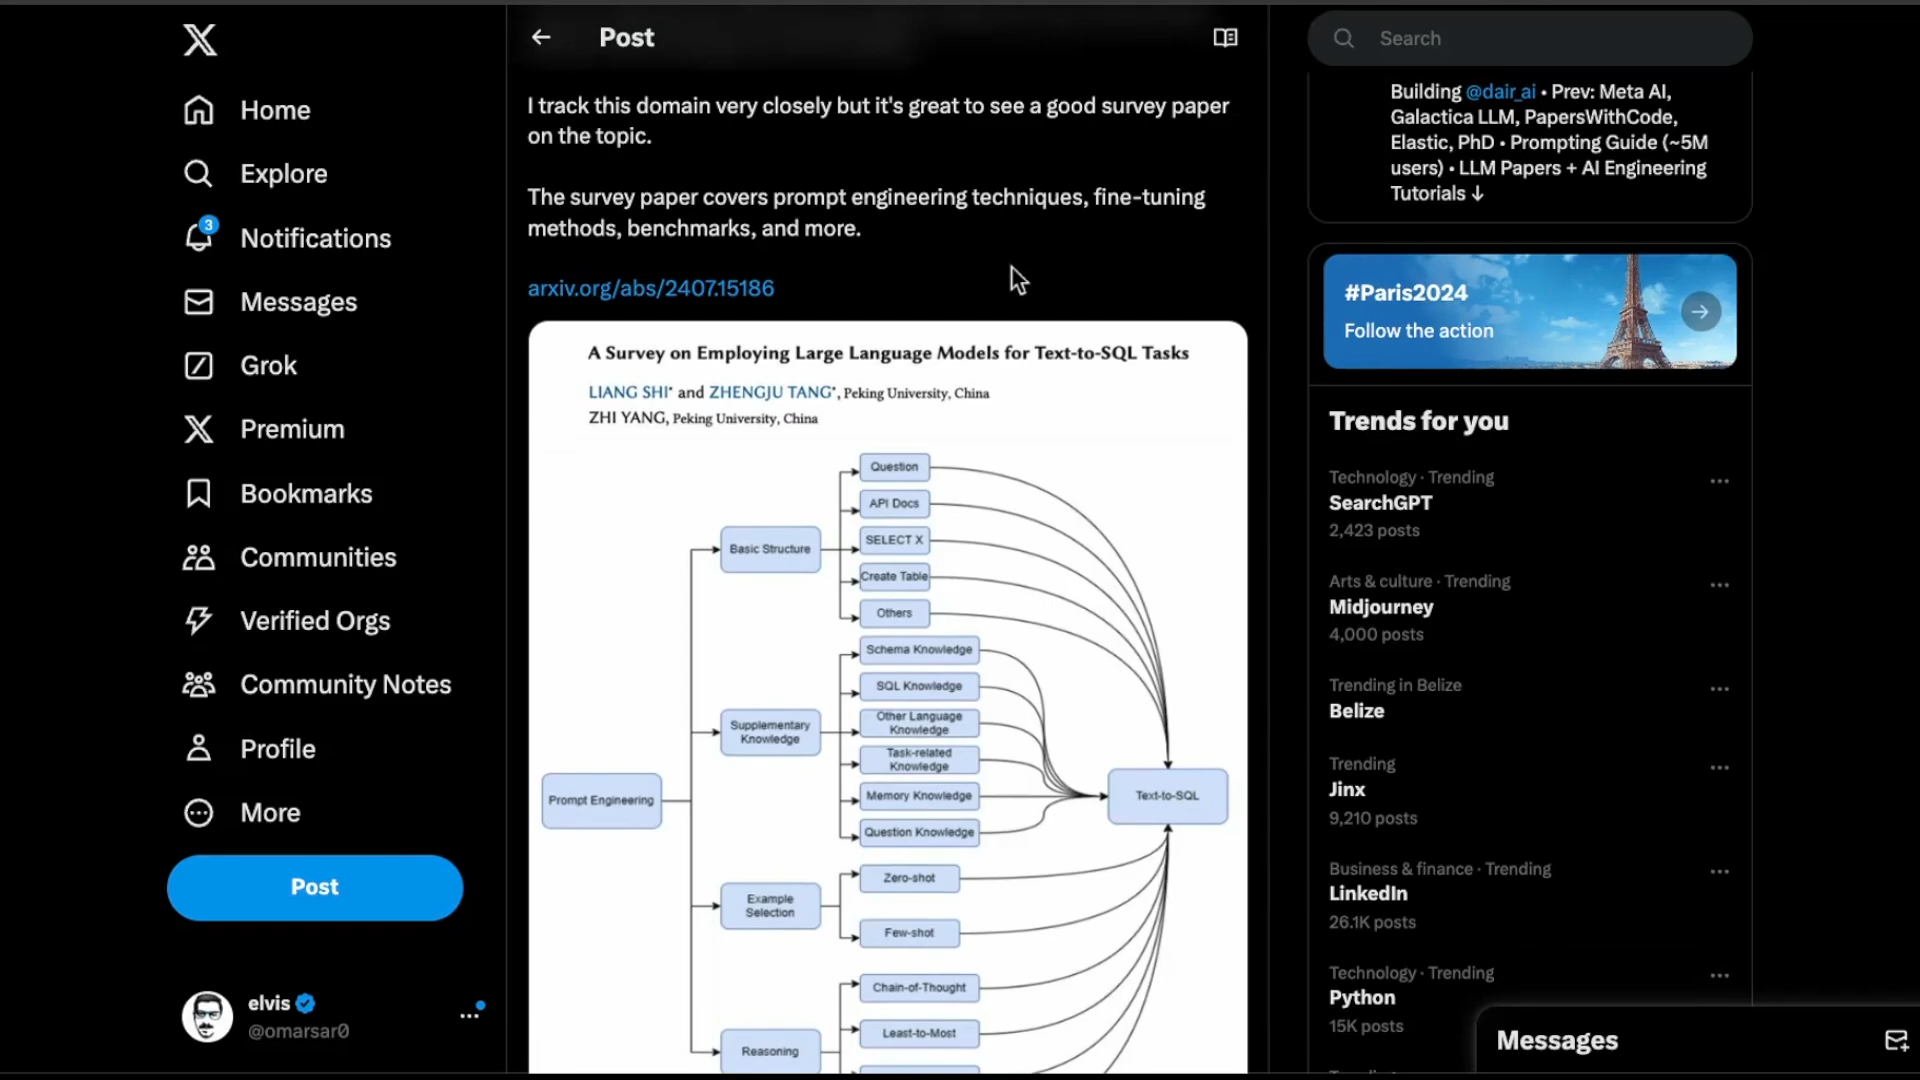 Home
Explore
3
Notifications
Messages
Grok
Premium
Bookmarks
Communities
Verified Orgs
Community Notes
Profile
More
Post
elvis
@omarsar0
Post
I track this domain very closely but it's great to see a good survey paper
on the topic.
The survey paper covers prompt engineering techniques, fine-tuning
methods, benchmarks, and more.
arxiv.org/abs/2407.15186
A Survey on Employing Large Language Models for Text-to-SQL Tasks
LIANG SHI* and ZHENGJU TANG*, Peking University, China
ZHI YANG, Peking University, China
Prompt Engineering
Basic Structure
Question
API Docs
SELECT X
Create Table
Others
Supplementary
Knowledge
Schema Knowledge
SQL Knowledge
Other Language
Knowledge
Task-related
Knowledge
Memory Knowledge
Question Knowledge
Example
Selection
Zero-shot
Few-shot
Reasoning
Chain-of-Thought
Least-to-Most
Text-to-SQL
Search
Building @dair_ai • Prev: Meta AI,
Galactica LLM, PapersWithCode,
Elastic, PhD • Prompting Guide (~5M
users) • LLM Papers + AI Engineering
Tutorials ↓
#Paris2024
Follow the action
Trends for you
Technology · Trending
SearchGPT
2,423 posts
Arts & culture · Trending
Midjourney
4,000 posts
Trending in Belize
Belize
Trending
Jinx
9,210 posts
Business & finance · Trending
LinkedIn
26.1K posts
Technology · Trending
Python
15K posts
Messages